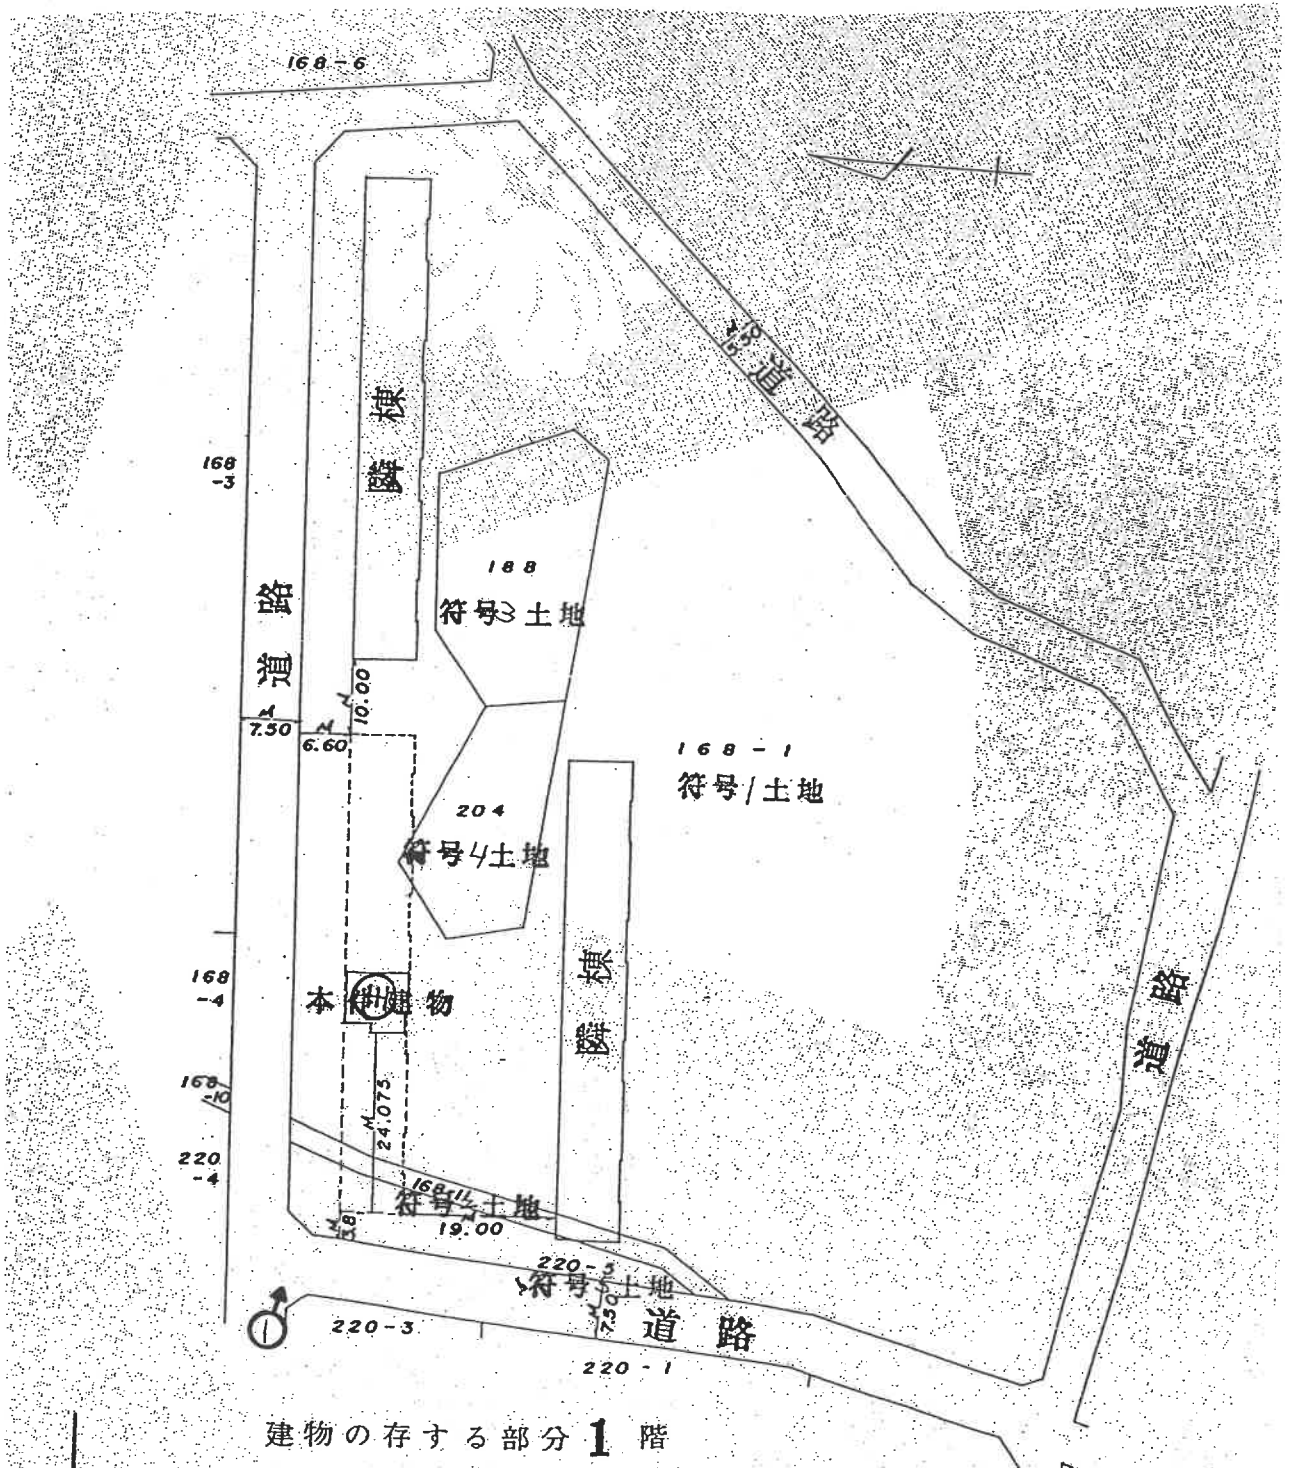 168-6
道路
隣棟
168
-3
188
符号3土地
道路
10.00
7.50
6.60
168-1
符号1土地
204
符号4土地
168
-4
本件建物
隣棟
道路
168
-10
24.075
220
-4
168-11
土地
3.8
19.00
220-5
符号5土地
7.50
道路
220-3
220-1
建物の存する部分 1 階